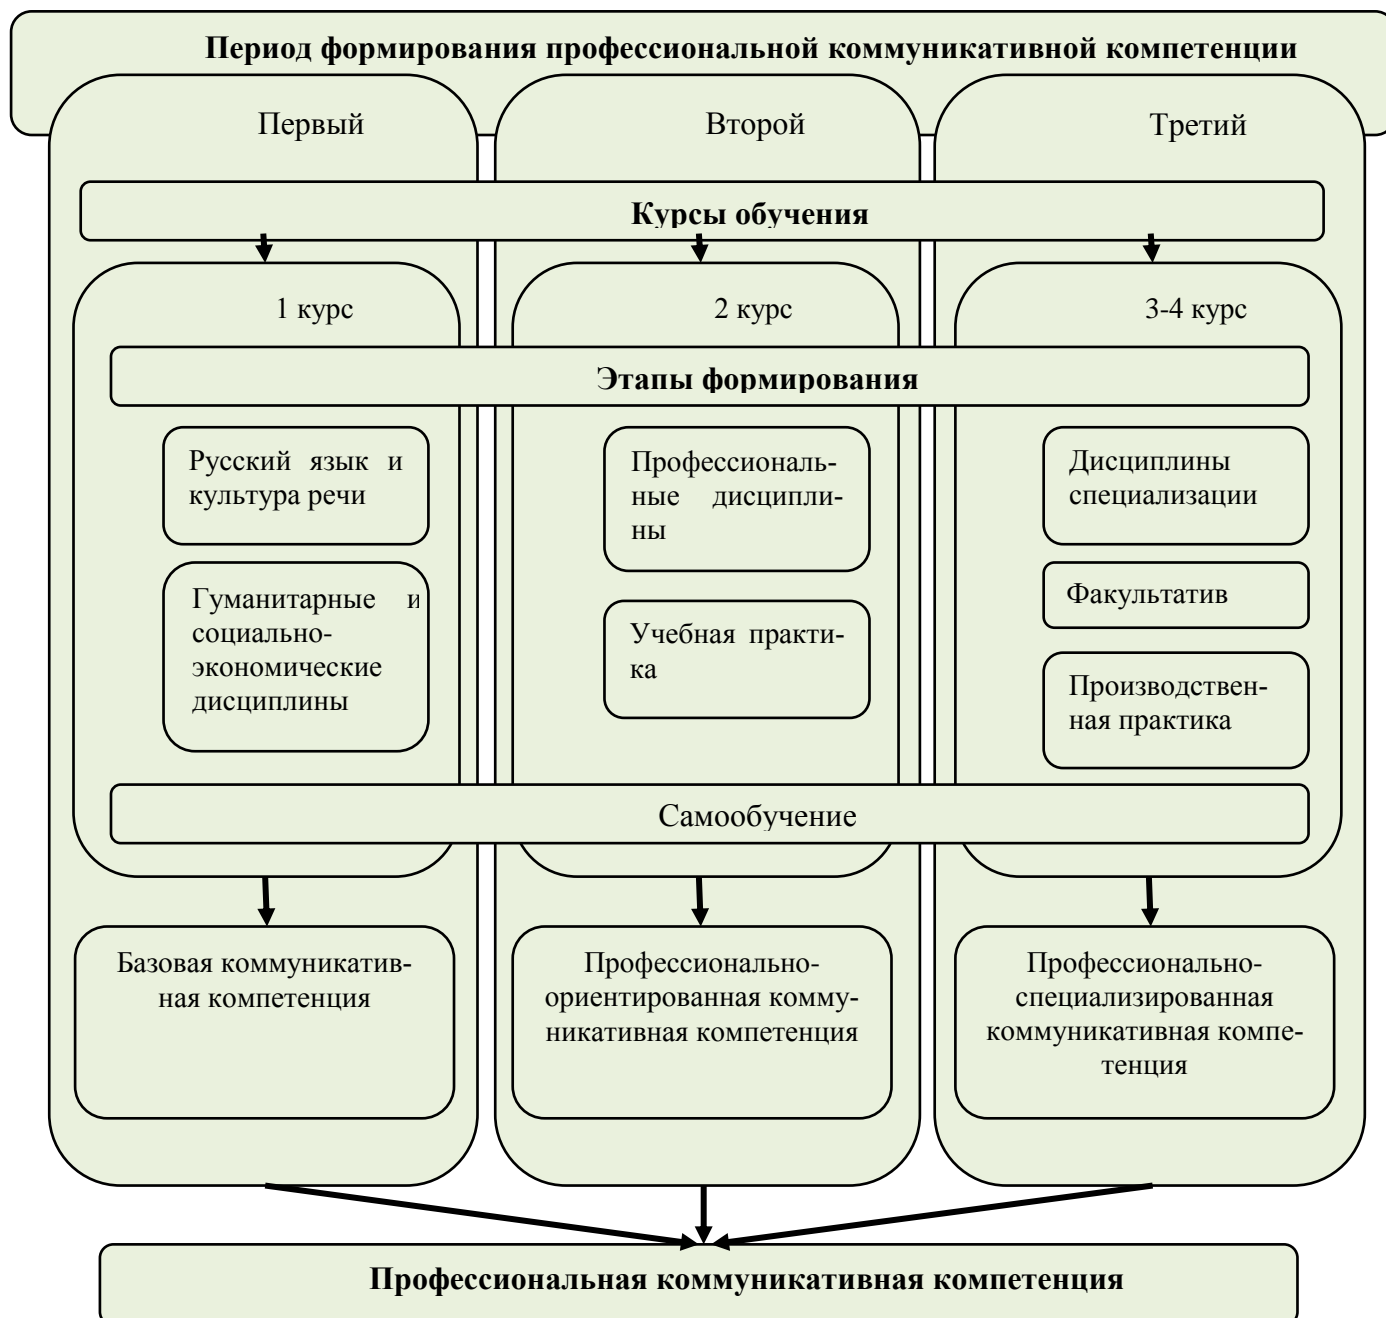 Период формирования профессиональной коммуникативной компетенции
Первый
Второй
Третий
Курсы обучения
1 курс
2 курс
3-4 курс
Этапы формирования
Русский язык и
культура речи
Гуманитарные и
социально-
экономические
дисциплины
Профессиональ-
ные дисципли-
ны
Учебная практи-
ка
Дисциплины
специализации
Факультатив
Производствен-
ная практика
Самообучение
Базовая коммуникатив-
ная компетенция
Профессионально-
ориентированная комму-
никативная компетенция
Профессионально-
специализированная
коммуникативная компе-
тенция
Профессиональная коммуникативная компетенция